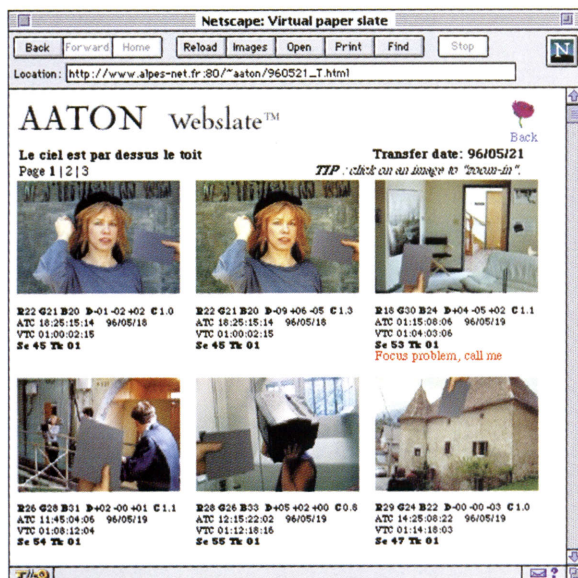 Netscape: Virtual paper slate
Back Forward Home Reload Images Open Print Find Stop N
Location: http://www.alpes-net.fr:80/~aaton/960521_T.html
AATON Webslate™
Back
Le ciel est par dessus le toit Transfer date: 96/05/21
Page 1|2|3 TIP : click on an image to "zoom-in".
R22 G21 B20 D-01 -02 +02 C 1.0
ATC 18:25:15:14 96/05/18
VTC 01:00:02:15
Se 45 Tk 01
R22 G21 B20 D-09 +06 -05 C 1.3
ATC 18:25:15:14 96/05/18
VTC 01:00:02:15
Se 45 Tk 01
R18 G30 B24 D+04 -05 +02 C 1.1
ATC 01:15:08:06 96/05/19
VTC 01:04:03:06
Se 53 Tk 01
Focus problem, call me
R26 G28 B31 D+02 -00 +01 C 1.1
ATC 11:45:04:06 96/05/19
VTC 01:08:12:04
Se 54 Tk 01
R28 G26 B33 D+05 +02 +00 C 0.8
ATC 12:15:22:02 96/05/19
VTC 01:12:18:16
Se 55 Tk 01
R29 G24 B22 D-00 -00 -03 C 1.0
ATC 14:25:08:22 96/05/19
VTC 01:14:18:03
Se 47 Tk 01